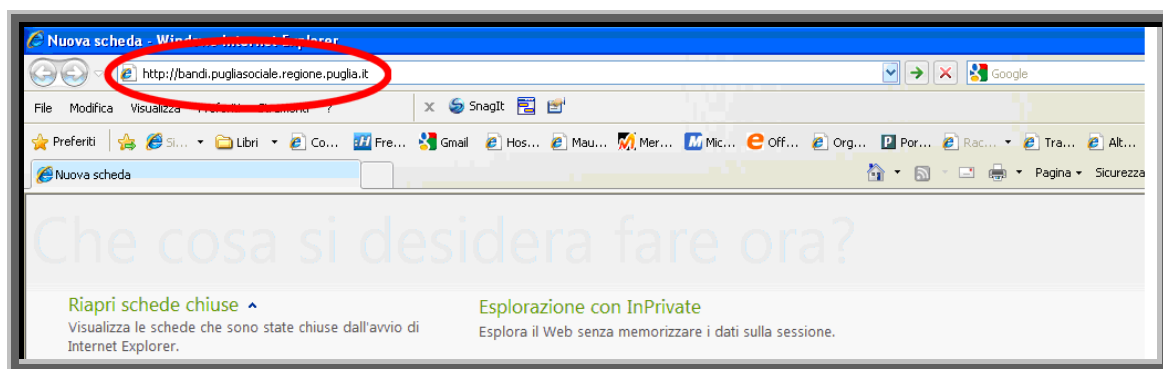 Nuova scheda - Windows Internet Explorer
http://bandi.pugliasociale.regione.puglia.it
Google
File Modifica Visualizza Preferiti Strumenti ? x SnagIt
Preferiti Si... Libri Co... Fre... Gmail Hos... Mau... Mer... Mic... Off... Org... Por... Rac... Tra... Alt...
Nuova scheda
Pagina Sicurezza
Che cosa si desidera fare ora?
Riapri schede chiuse
Visualizza le schede che sono state chiuse dall'avvio di
Internet Explorer.
Esplorazione con InPrivate
Esplora il Web senza memorizzare i dati sulla sessione.